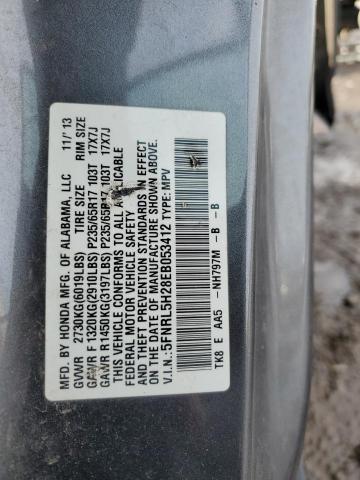 MFD. BY HONDA MFG. OF ALABAMA, LLC 11/13
GVWR 2730KG(6019LBS) TIRE SIZE RIM SIZE
GAWR F 1320KG(2910LBS) P235/65R17 103T 17X7J
GAWR R 1450KG(3197LBS) P235/65R17 103T 17X7J
THIS VEHICLE CONFORMS TO ALL APPLICABLE
FEDERAL MOTOR VEHICLE SAFETY
AND THEFT PREVENTION STANDARDS IN EFFECT
ON THE DATE OF MANUFACTURE SHOWN ABOVE.
V.I.N.: 5FNRL5H28EB053412 TYPE: MPV
TK8 E AA5 -NH797M -B -B